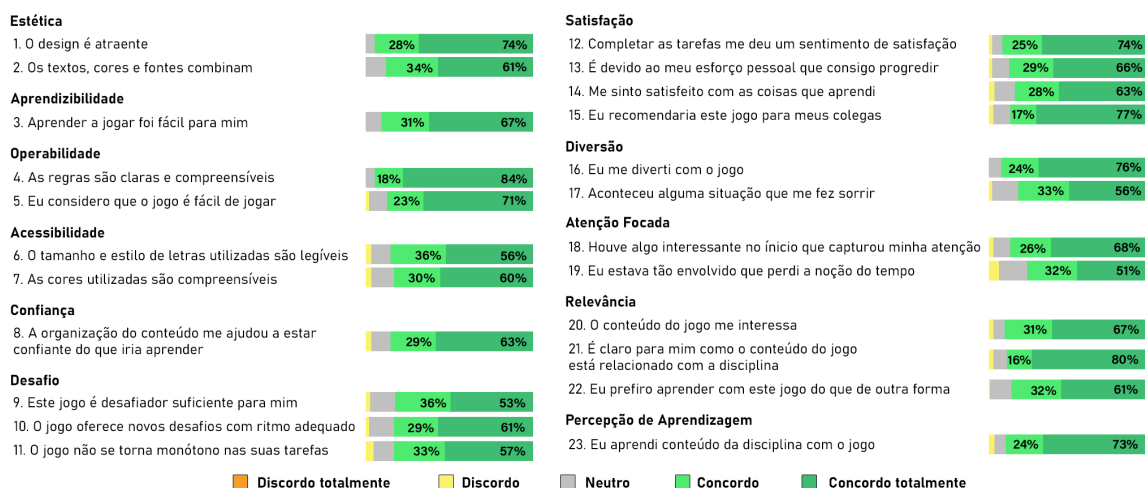 Estética
1. O design é atraente 28% 74%
2. Os textos, cores e fontes combinam 34% 61%
Aprendizibilidade
3. Aprender a jogar foi fácil para mim 31% 67%
Operabilidade
4. As regras são claras e compreensíveis 18% 84%
5. Eu considero que o jogo é fácil de jogar 23% 71%
Acessibilidade
6. O tamanho e estilo de letras utilizadas são legíveis 36% 56%
7. As cores utilizadas são compreensíveis 30% 60%
Confiança
8. A organização do conteúdo me ajudou a estar
confiante do que iria aprender 29% 63%
Desafio
9. Este jogo é desafiador suficiente para mim 36% 53%
10. O jogo oferece novos desafios com ritmo adequado 29% 61%
11. O jogo não se torna monótono nas suas tarefas 33% 57%
Satisfação
12. Completar as tarefas me deu um sentimento de satisfação 25% 74%
13. É devido ao meu esforço pessoal que consigo progredir 29% 66%
14. Me sinto satisfeito com as coisas que aprendi 28% 63%
15. Eu recomendaria este jogo para meus colegas 17% 77%
Diversão
16. Eu me diverti com o jogo 24% 76%
17. Aconteceu alguma situação que me fez sorrir 33% 56%
Atenção Focada
18. Houve algo interessante no ínicio que capturou minha atenção 26% 68%
19. Eu estava tão envolvido que perdi a noção do tempo 32% 51%
Relevância
20. O conteúdo do jogo me interessa 31% 67%
21. É claro para mim como o conteúdo do jogo
está relacionado com a disciplina 16% 80%
22. Eu prefiro aprender com este jogo do que de outra forma 32% 61%
Percepção de Aprendizagem
23. Eu aprendi conteúdo da disciplina com o jogo 24% 73%
Discordo totalmente Discordo Neutro Concordo Concordo totalmente